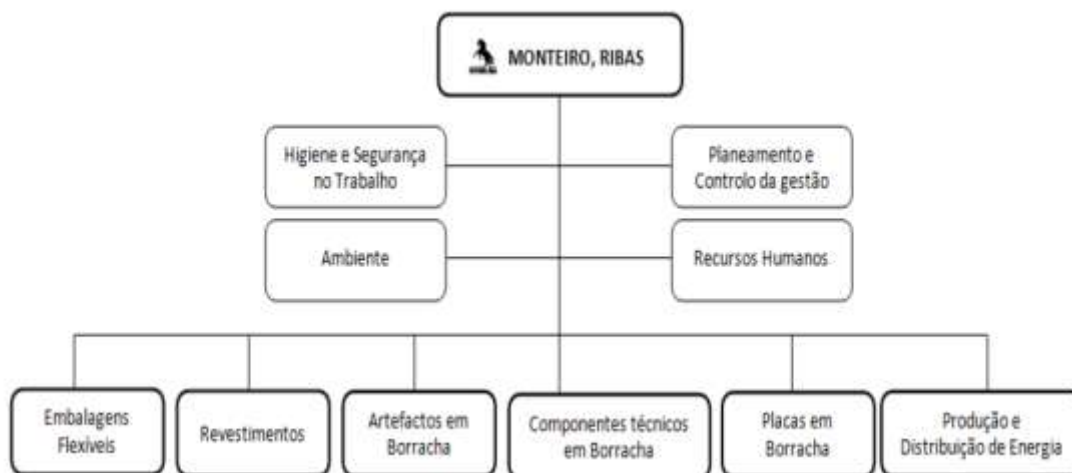 MONTEIRO, RIBAS
Higiene e Segurança
no Trabalho
Planeamento e
Controlo da gestão
Ambiente
Recursos Humanos
Embalagens
Flexíveis
Revestimentos
Artefactos em
Borracha
Componentes técnicos
em Borracha
Placas em
Borracha
Produção e
Distribuição de Energia